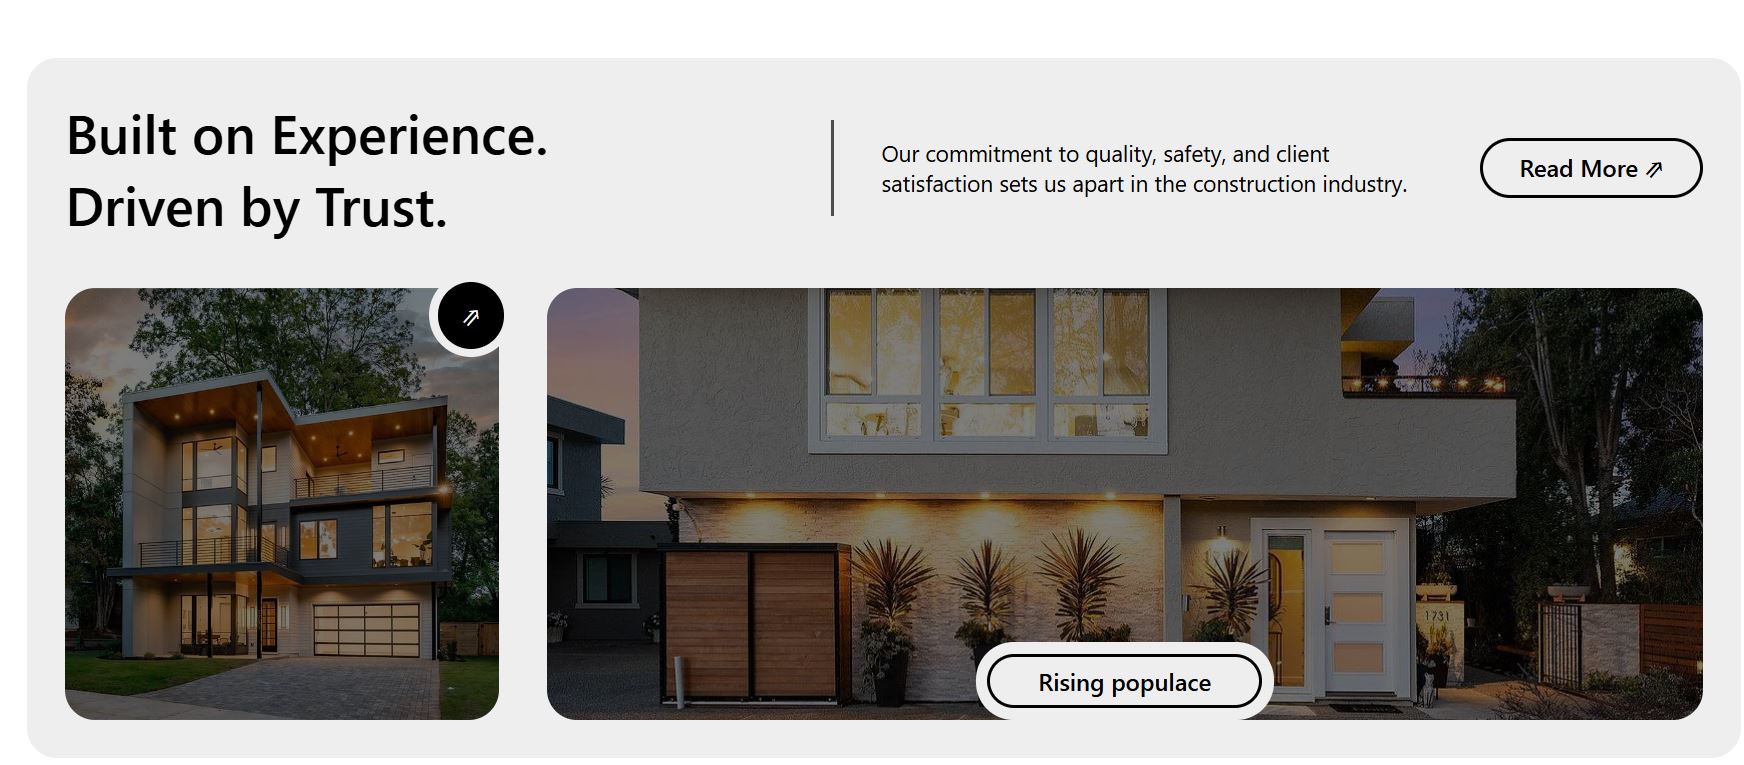 Built on Experience.
Driven by Trust.
Our commitment to quality, safety, and client
satisfaction sets us apart in the construction industry.
Read More ⇗
⇗
1731
Rising populace